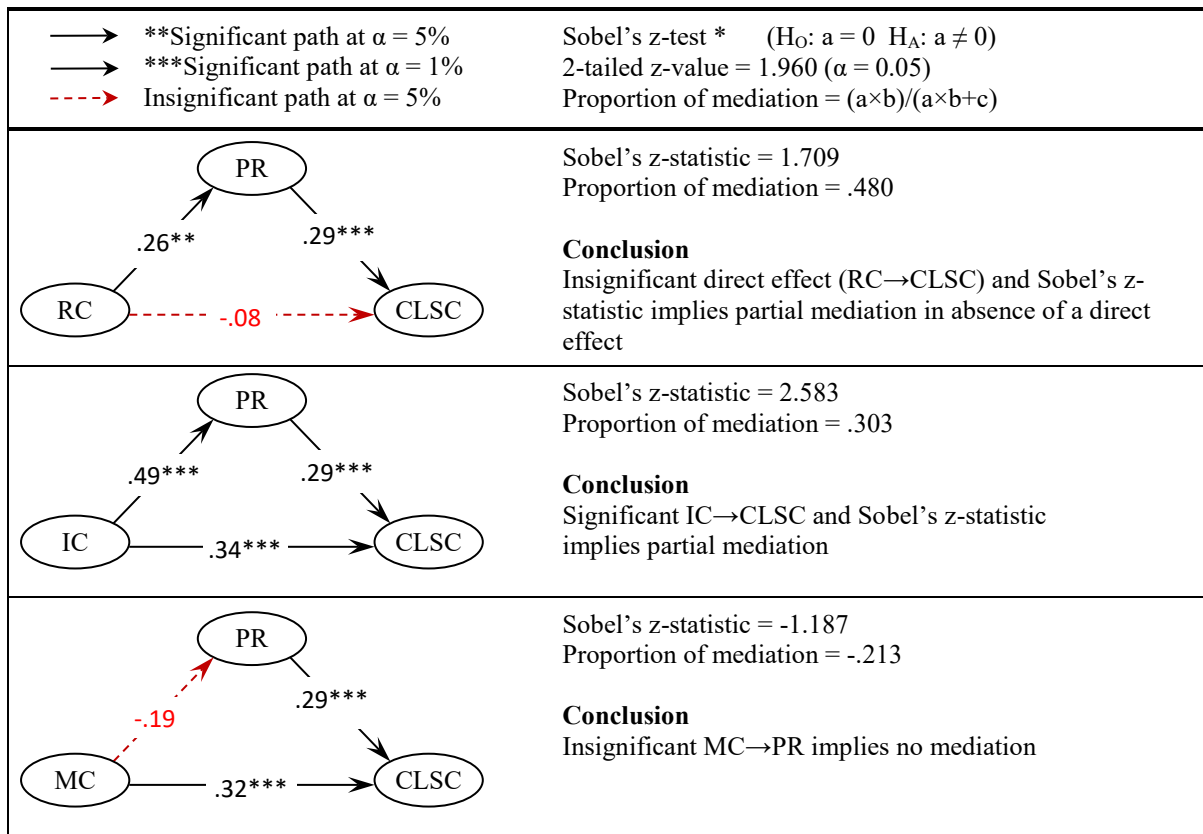 **Significant path at α = 5%
***Significant path at α = 1%
Insignificant path at α = 5%
Sobel’s z-test * (HO: a = 0 HA: a ≠ 0)
2-tailed z-value = 1.960 (α = 0.05)
Proportion of mediation = (a×b)/(a×b+c)
PR
.26**
.29***
RC
-.08
CLSC
Sobel’s z-statistic = 1.709
Proportion of mediation = .480
Conclusion
Insignificant direct effect (RC→CLSC) and Sobel’s z-
statistic implies partial mediation in absence of a direct
effect
PR
.49***
.29***
IC
.34***
CLSC
Sobel’s z-statistic = 2.583
Proportion of mediation = .303
Conclusion
Significant IC→CLSC and Sobel’s z-statistic
implies partial mediation
PR
-.19
.29***
MC
.32***
CLSC
Sobel’s z-statistic = -1.187
Proportion of mediation = -.213
Conclusion
Insignificant MC→PR implies no mediation